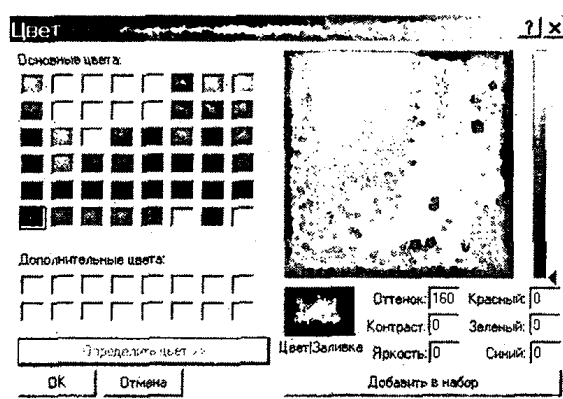 Цвет ? ×
Основные цвета:
Дополнительные цвета:
Определить цвет >>
OK Отмена
Оттенок: 160 Красный: 0
Контраст: 0 Зеленый: 0
Цвет|Заливка Яркость: 0 Синий: 0
Добавить в набор